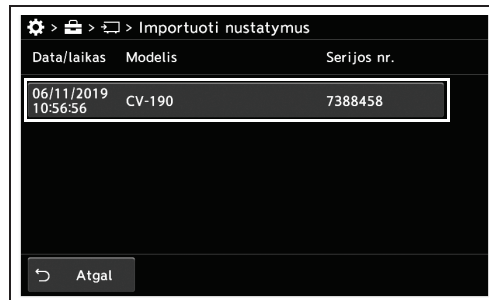 > > > Importuoti nustatymus
Data/laikas Modelis Serijos nr.
06/11/2019
10:56:56 CV-190 7388458
Atgal